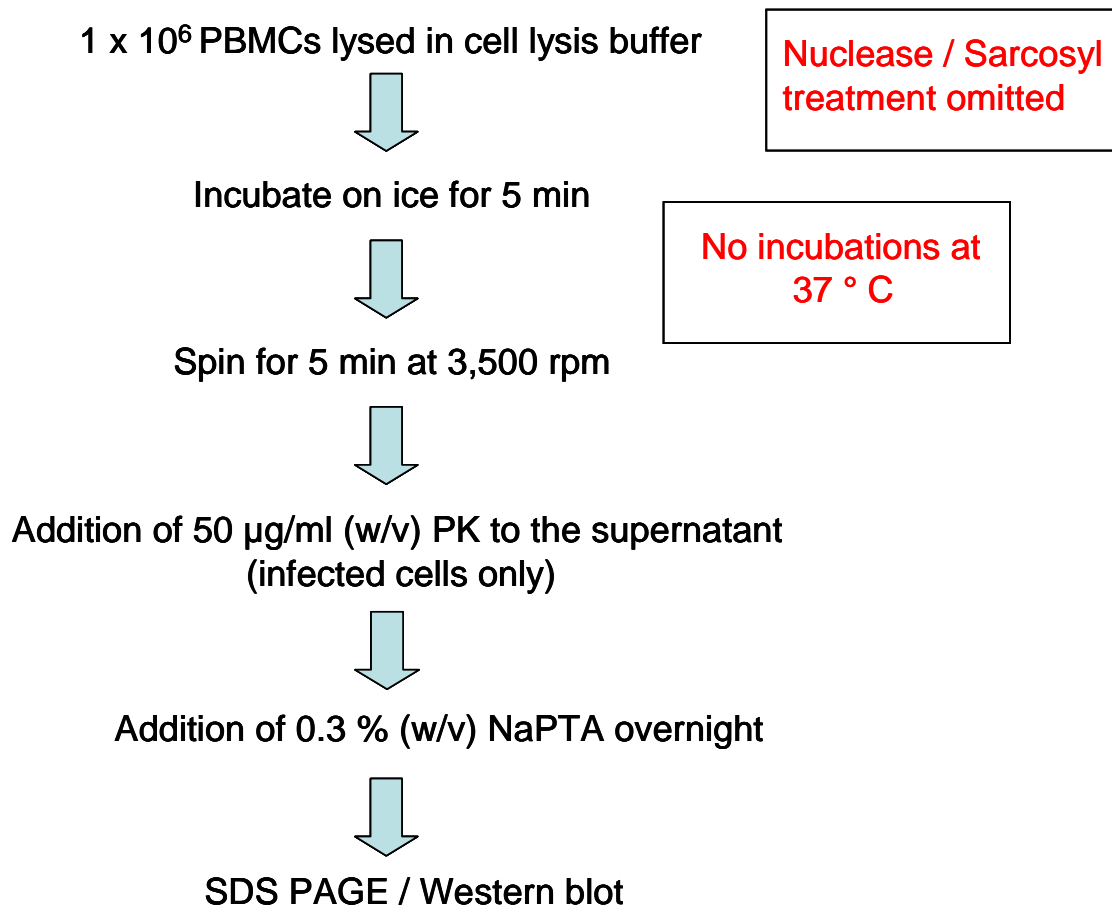 1 x 10⁶ PBMCs lysed in cell lysis buffer
Nuclease / Sarcosyl
treatment omitted
Incubate on ice for 5 min
No incubations at
37 ° C
Spin for 5 min at 3,500 rpm
Addition of 50 µg/ml (w/v) PK to the supernatant
(infected cells only)
Addition of 0.3 % (w/v) NaPTA overnight
SDS PAGE / Western blot